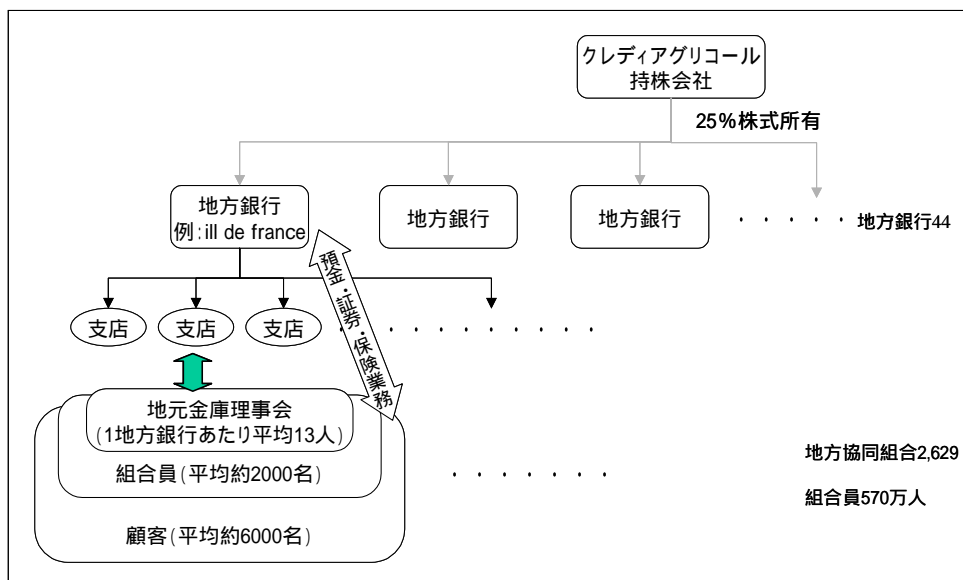 クレディアグリコール
持株会社
25%株式所有
地方銀行
例：ill de france
地方銀行
地方銀行
・・・・・地方銀行44
預金・証券・保険業務
支店
支店
支店
・・・・・・・・・・
地元金庫理事会
(1地方銀行あたり平均13人)
組合員(平均約2000名)
・・・・・・
顧客(平均約6000名)
地方協同組合2,629
組合員570万人